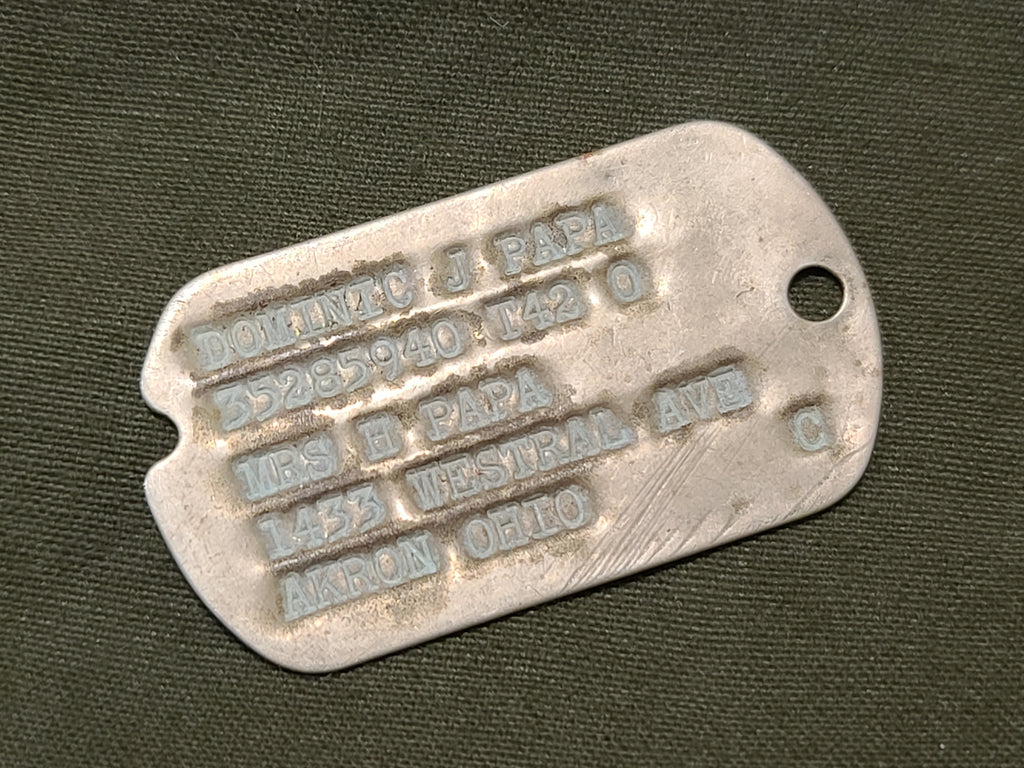 DOMINIC J PAPA
35285940 T42 O
MRS H PAPA
1433 WESTRAL AVE C
AKRON OHIO